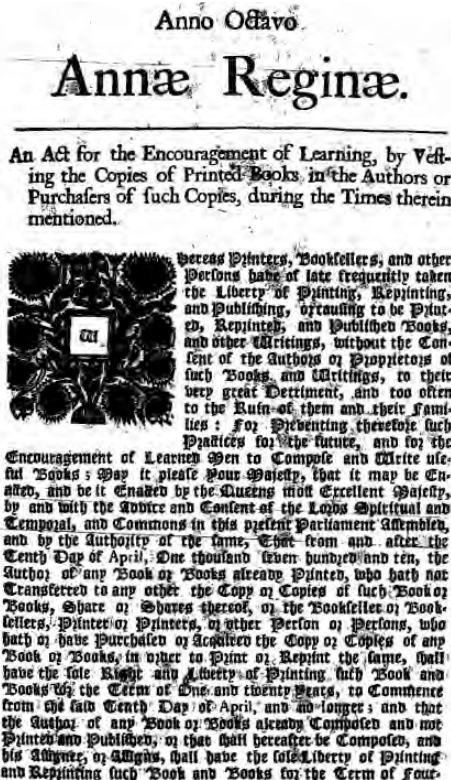 Anno Octavo
Annæ Reginæ.
An Act for the Encouragement of Learning, by Vest-
ing the Copies of Printed Books in the Authors or
Purchasers of such Copies, during the Times therein
mentioned.
Whereas Printers, Booksellers, and other
Persons have of late frequently taken
the Liberty of Printing, Reprinting,
and Publishing, or causing to be Print-
ed, Reprinted, and Published Books,
and other Writings, without the Con-
sent of the Authors or Proprietors of
such Books and Writings, to their
very great Detriment, and too often
to the Ruin of them and their Fami-
lies: For Preventing therefore such
Practices for the future, and for the
Encouragement of Learned Men to Compose and Write use-
ful Books; May it please Your Majesty, that it may be En-
acted, and be it Enacted by the Queens most Excellent Majesty,
by and with the Advice and Consent of the Lords Spiritual and
Temporal, and Commons in this present Parliament Assembled,
and by the Authority of the same, That from and after the
Tenth Day of April, One thousand seven hundred and ten, the
Author of any Book or Books already Printed, who hath not
Transferred to any other the Copy or Copies of such Book or
Books, Share or Shares thereof, or the Bookseller or Book-
sellers, Printer or Printers, or other Person or Persons, who
hath or have Purchased or Acquired the Copy or Copies of any
Book or Books, in order to Print or Reprint the same, shall
have the sole Right and Liberty of Printing such Book and
Books for the Term of One and twenty Years, to Commence
from the said Tenth Day of April, and no longer; and that
the Author of any Book or Books already Composed and not
Printed and Published, or that shall hereafter be Composed, and
his Assignee, or Assigns, shall have the sole Liberty of Printing
and Reprinting such Book and Books for the Term of Four-